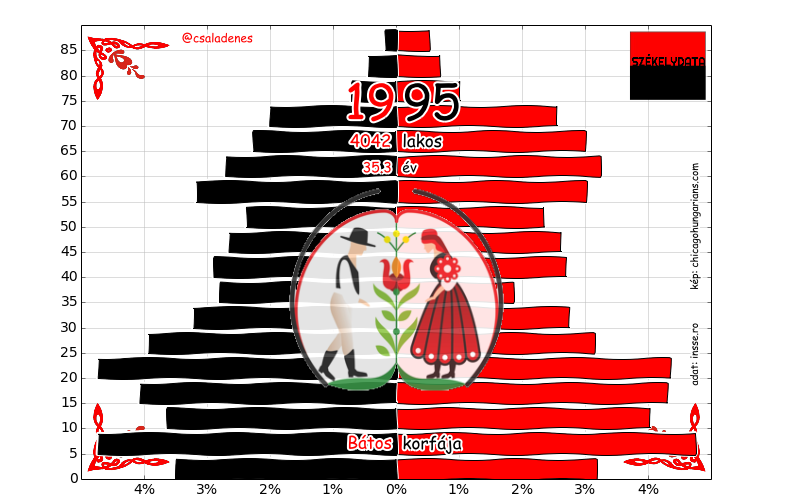 @csaladenes
SZÉKELYDATA
1995
4042 lakos
35.3 év
Bátos korfája
kép: chicagohungarians.com
adat: insse.ro
85
80
75
70
65
60
55
50
45
40
35
30
25
20
15
10
5
0
4% 3% 2% 1% 0% 1% 2% 3% 4%